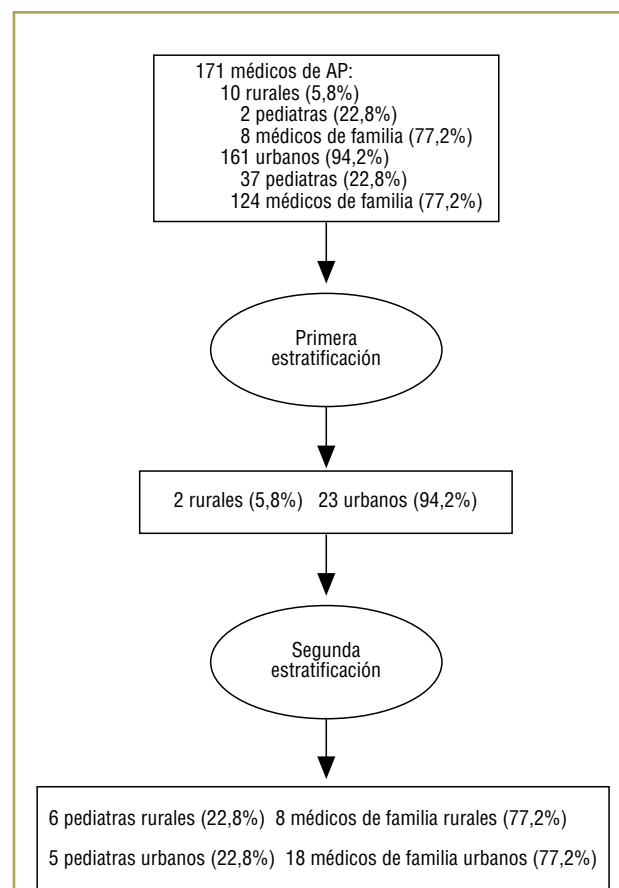 171 médicos de AP:
10 rurales (5,8%)
2 pediatras (22,8%)
8 médicos de familia (77,2%)
161 urbanos (94,2%)
37 pediatras (22,8%)
124 médicos de familia (77,2%)
Primera
estratificación
2 rurales (5,8%) 23 urbanos (94,2%)
Segunda
estratificación
6 pediatras rurales (22,8%) 8 médicos de familia rurales (77,2%)
5 pediatras urbanos (22,8%) 18 médicos de familia urbanos (77,2%)